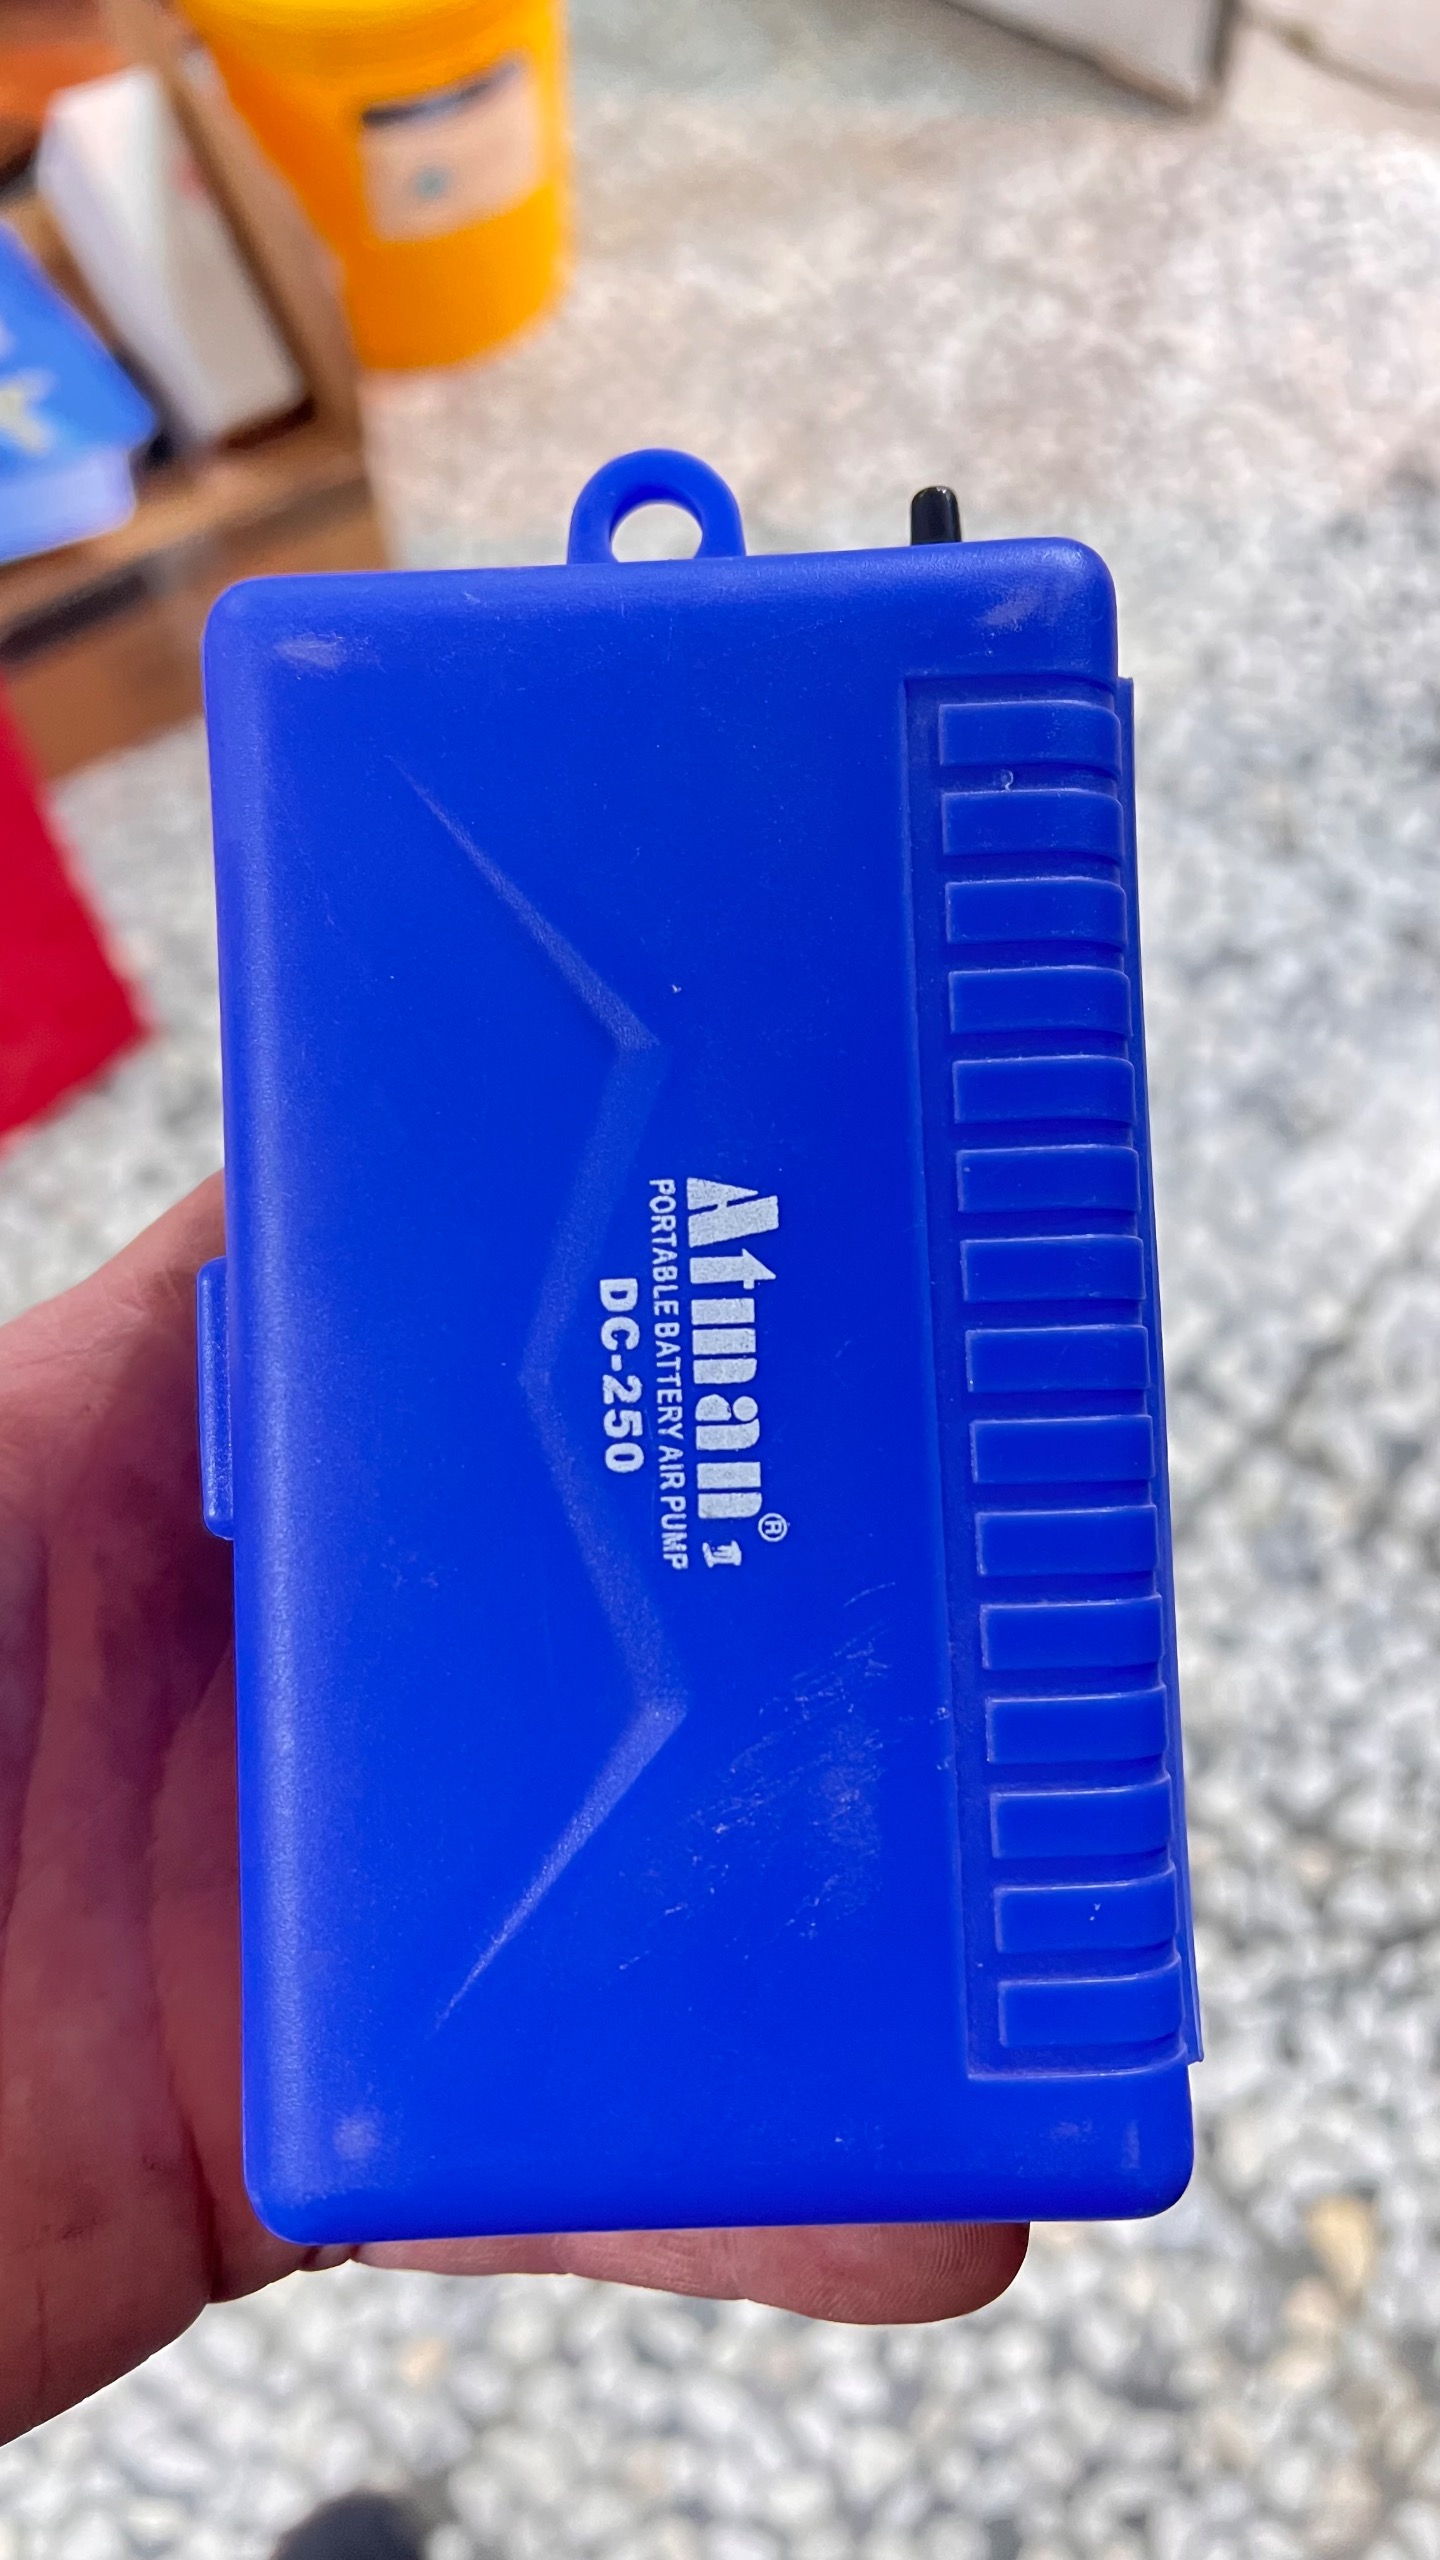 Atman®
PORTABLE BATTERY AIR PUMP
DC-250